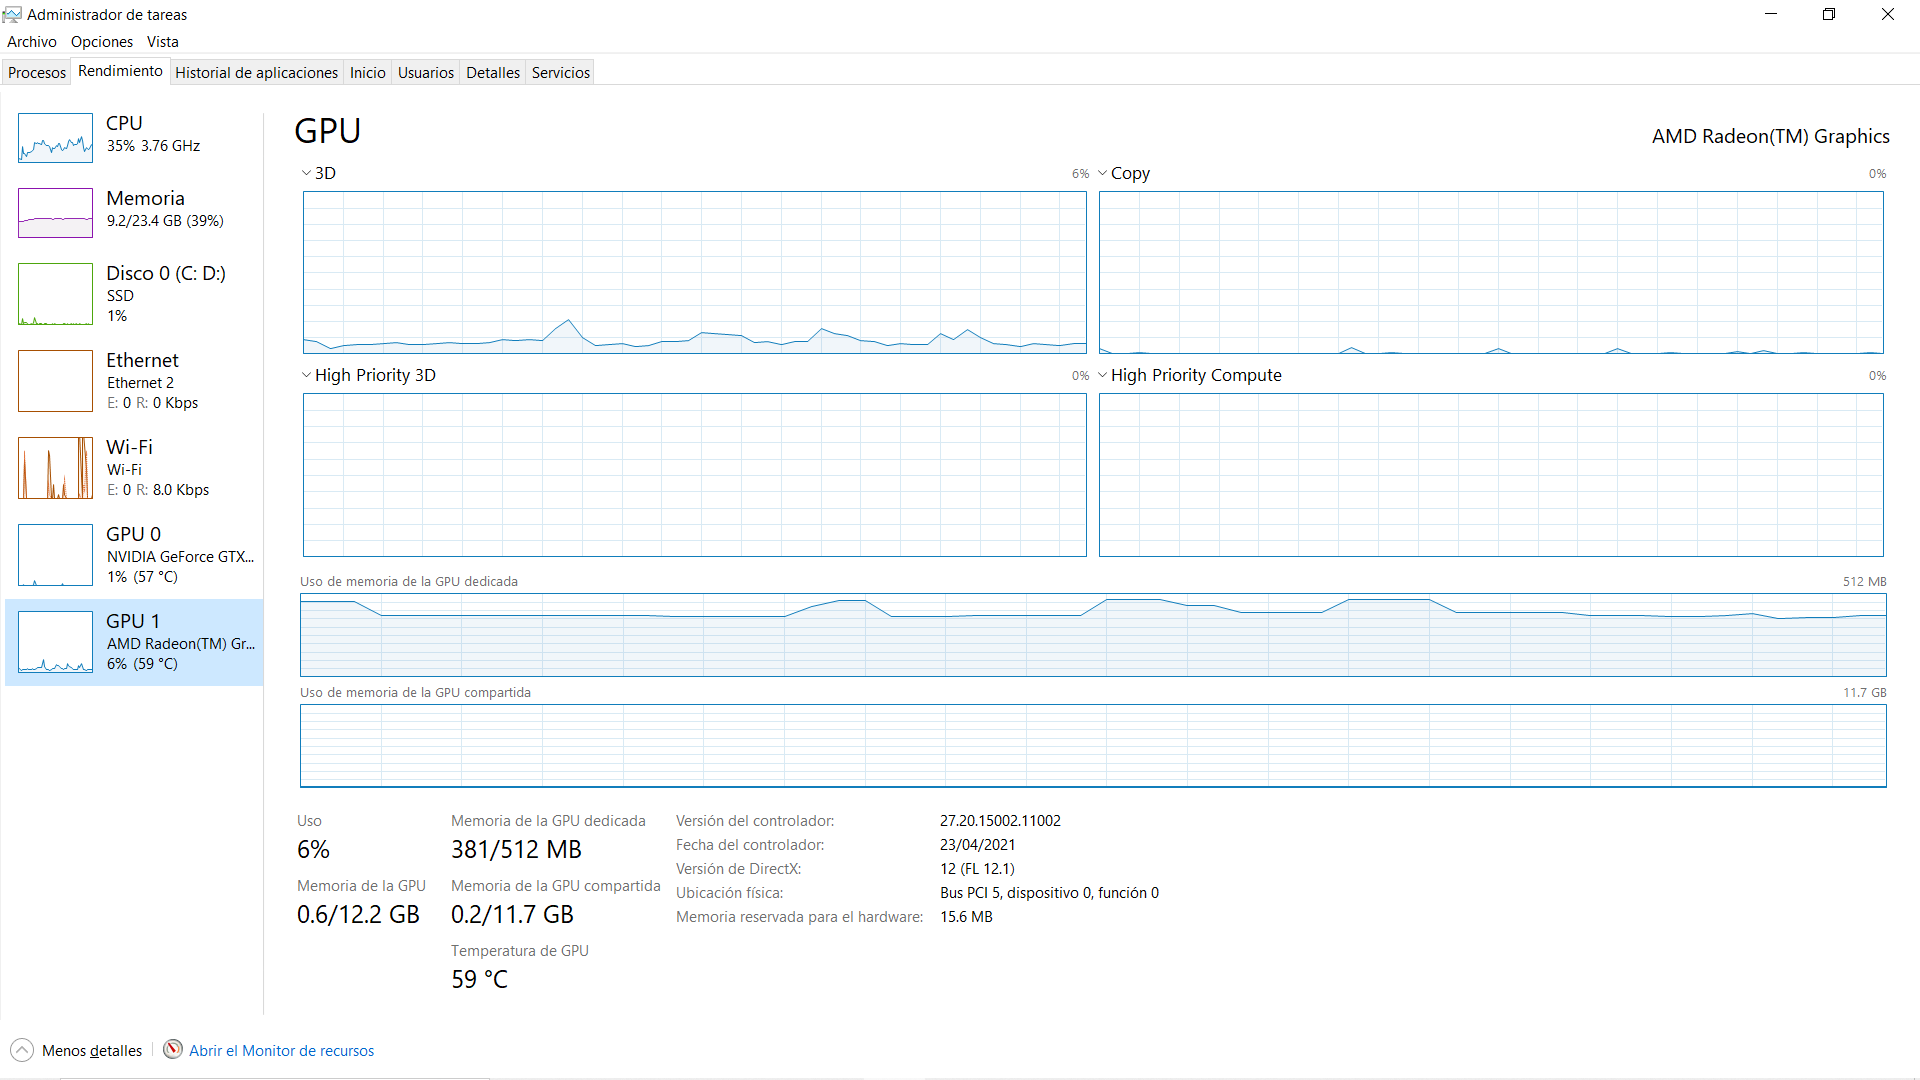 Administrador de tareas
Archivo Opciones Vista
Procesos Rendimiento Historial de aplicaciones Inicio Usuarios Detalles Servicios
CPU
35% 3.76 GHz
Memoria
9.2/23.4 GB (39%)
Disco 0 (C: D:)
SSD
1%
Ethernet
Ethernet 2
E: 0 R: 0 Kbps
Wi-Fi
Wi-Fi
E: 0 R: 8.0 Kbps
GPU 0
NVIDIA GeForce GTX...
1% (57 °C)
GPU 1
AMD Radeon(TM) Gr...
6% (59 °C)
GPU
AMD Radeon(TM) Graphics
3D 6%
Copy 0%
High Priority 3D 0%
High Priority Compute 0%
Uso de memoria de la GPU dedicada 512 MB
Uso de memoria de la GPU compartida 11.7 GB
Uso
6%
Memoria de la GPU dedicada
381/512 MB
Memoria de la GPU
0.6/12.2 GB
Memoria de la GPU compartida
0.2/11.7 GB
Temperatura de GPU
59 °C
Versión del controlador: 27.20.15002.11002
Fecha del controlador: 23/04/2021
Versión de DirectX: 12 (FL 12.1)
Ubicación física: Bus PCI 5, dispositivo 0, función 0
Memoria reservada para el hardware: 15.6 MB
Menos detalles
Abrir el Monitor de recursos